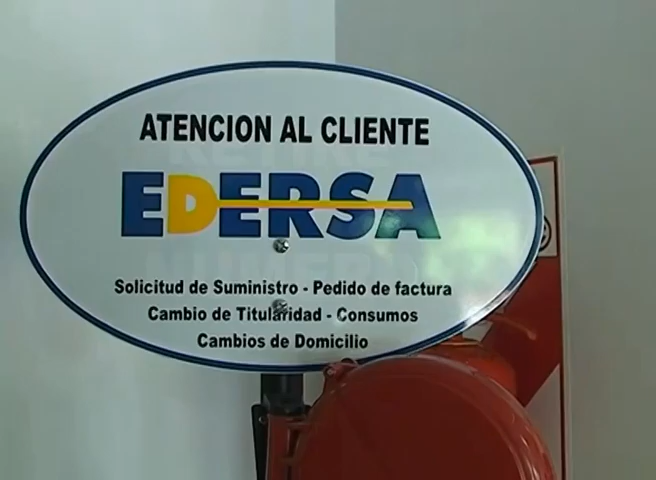 ATENCION AL CLIENTE
EDERSA
Solicitud de Suministro - Pedido de factura
Cambio de Titularidad - Consumos
Cambios de Domicilio